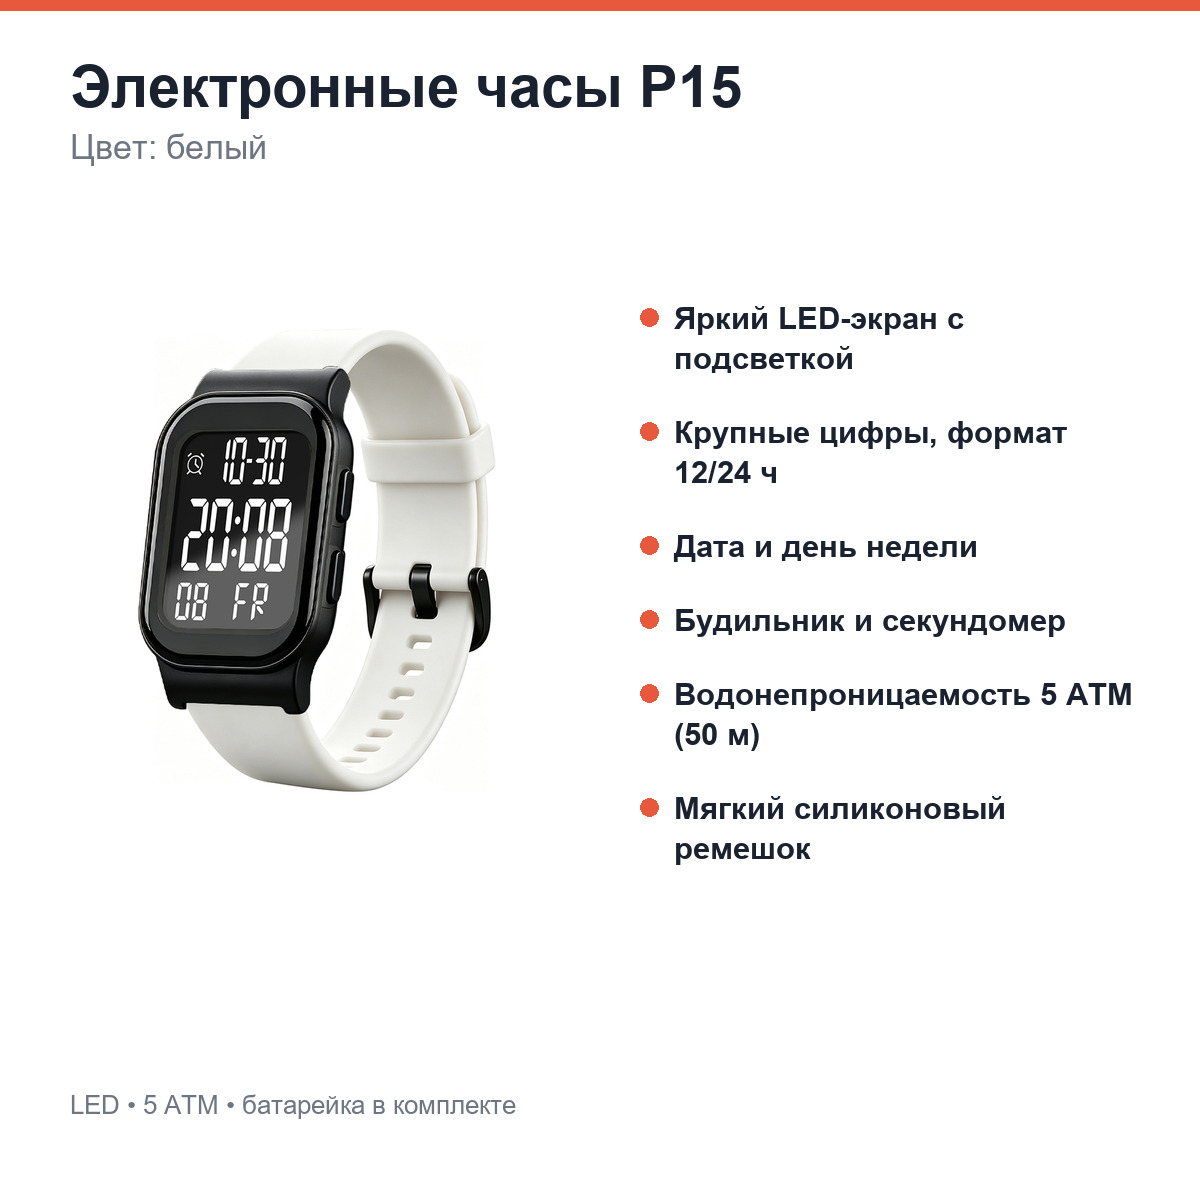 Электронные часы P15
Цвет: белый
10:30
20:08
08 FR
Яркий LED-экран с
подсветкой
Крупные цифры, формат
12/24 ч
Дата и день недели
Будильник и секундомер
Водонепроницаемость 5 ATM
(50 м)
Мягкий силиконовый
ремешок
LED • 5 ATM • батарейка в комплекте